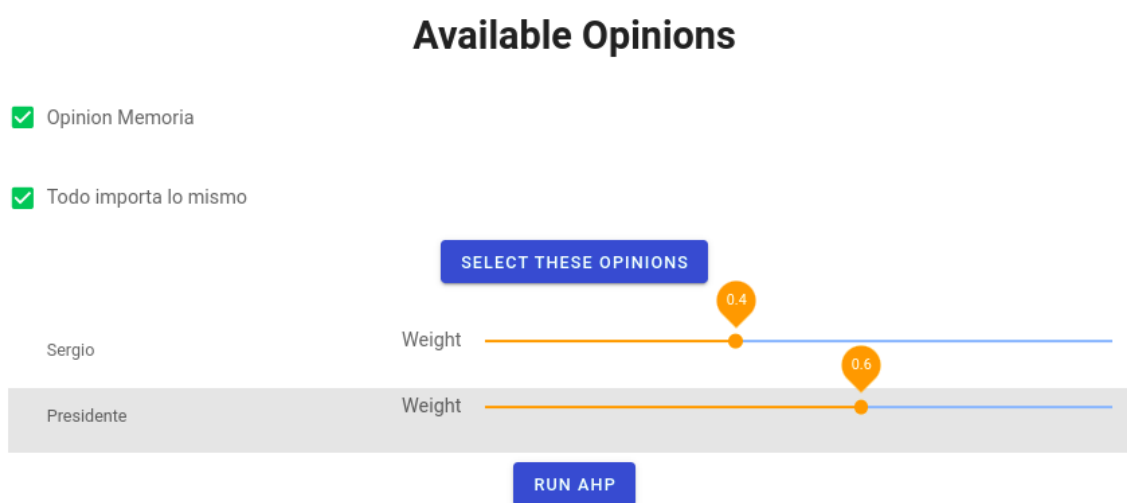 Available Opinions
Opinion Memoria
Todo importa lo mismo
SELECT THESE OPINIONS
0.4
Sergio Weight
0.6
Presidente Weight
RUN AHP